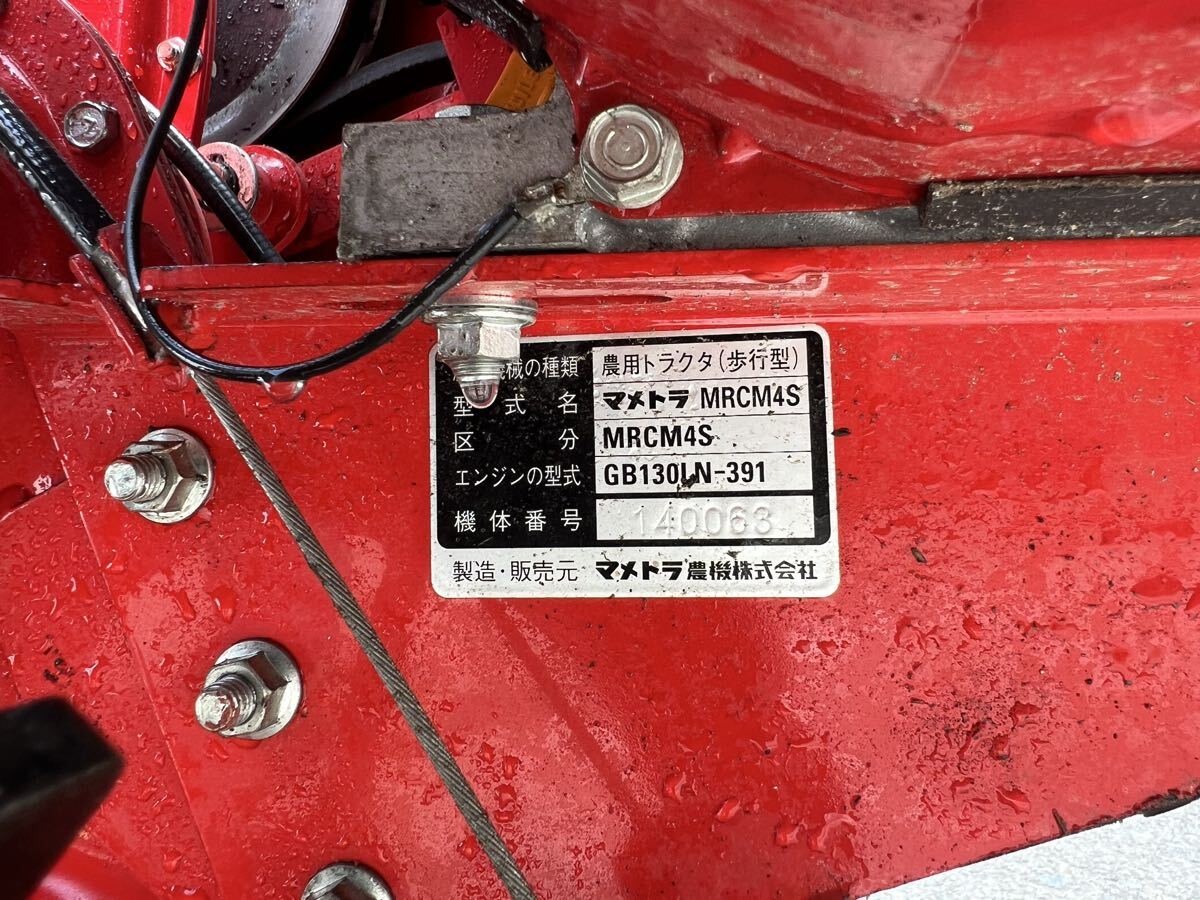 械の種類 農用トラクタ(歩行型)
型式名 マメトラ MRCM4S
区分 MRCM4S
エンジンの型式 GB130LN-391
機体番号 140063
製造・販売元 マメトラ農機株式会社